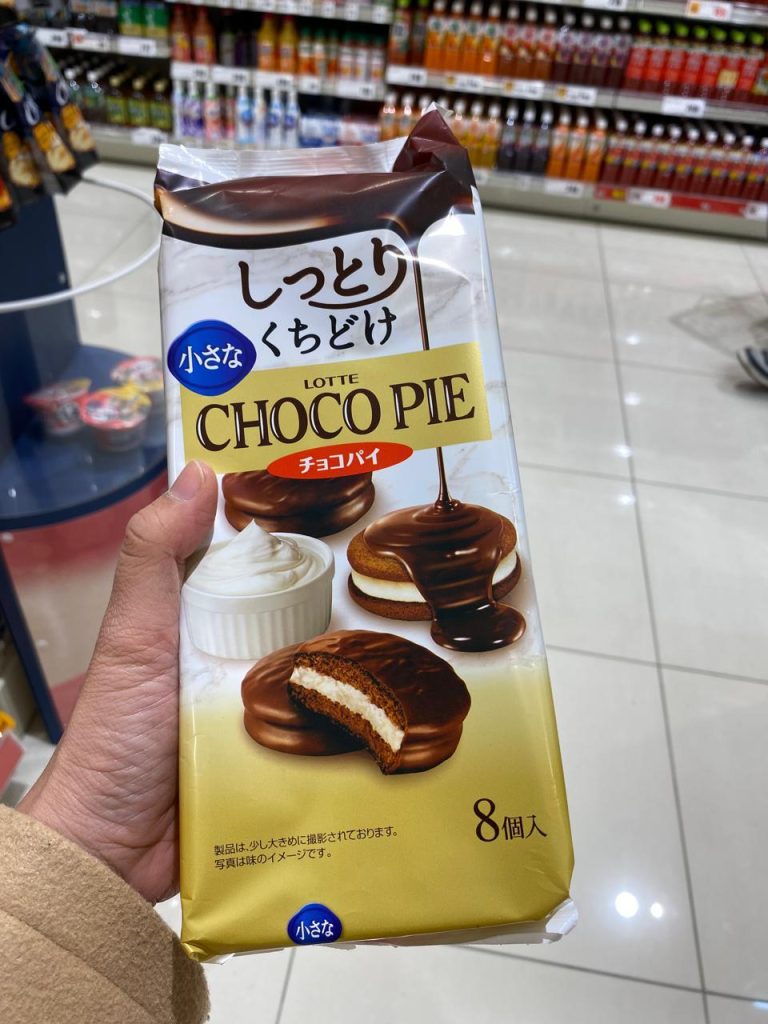 しっとり
くちどけ
小さな
LOTTE
CHOCO PIE
チョコパイ
8個入
製品は、少し大きめに撮影されております。
写真は味のイメージです。
小さな